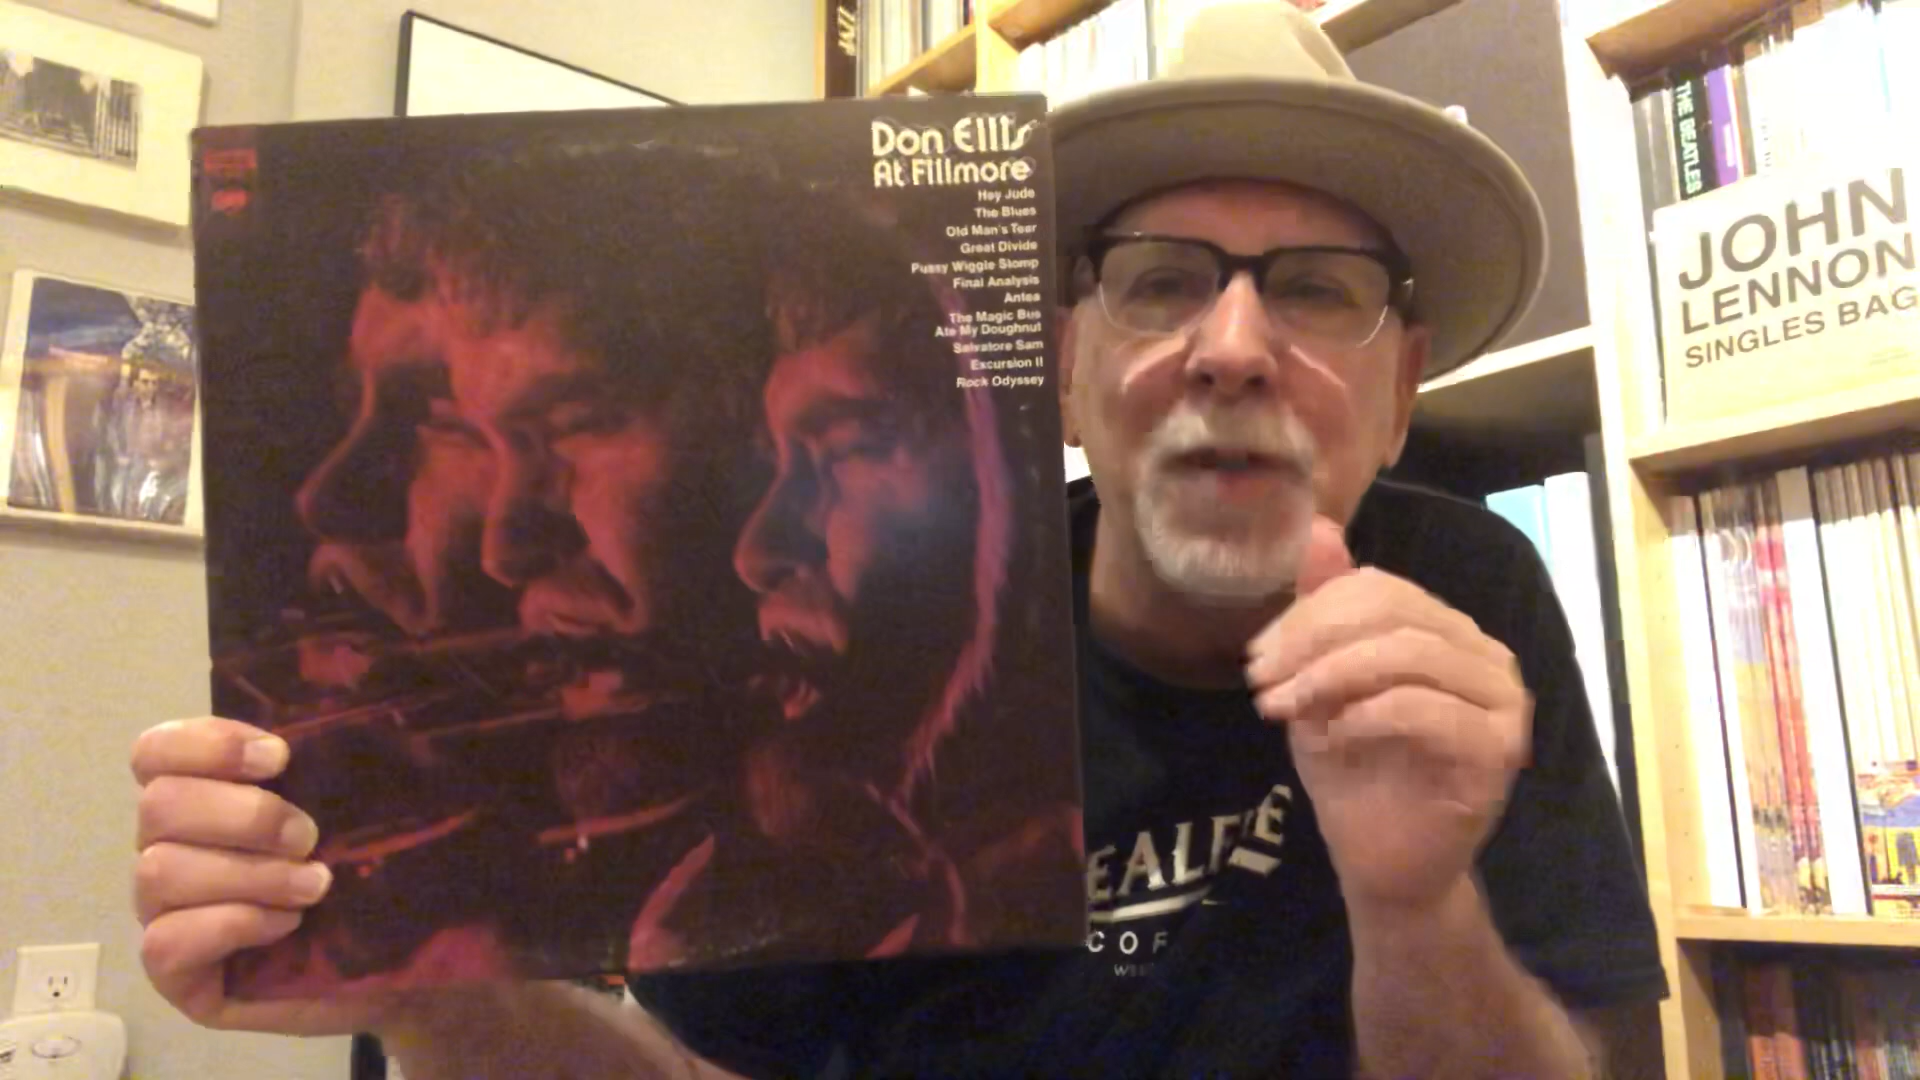 Don Ellis
At Fillmore
Hey Jude
The Blues
Old Man's Tear
Great Divide
Pussy Wiggle Stomp
Final Analysis
Antea
The Magic Bus
Ate My Doughnut
Salvatore Sam
Excursion II
Rock Odyssey
THE BEATLES
JOHN
LENNON
SINGLES BAG
EALF
E
COF